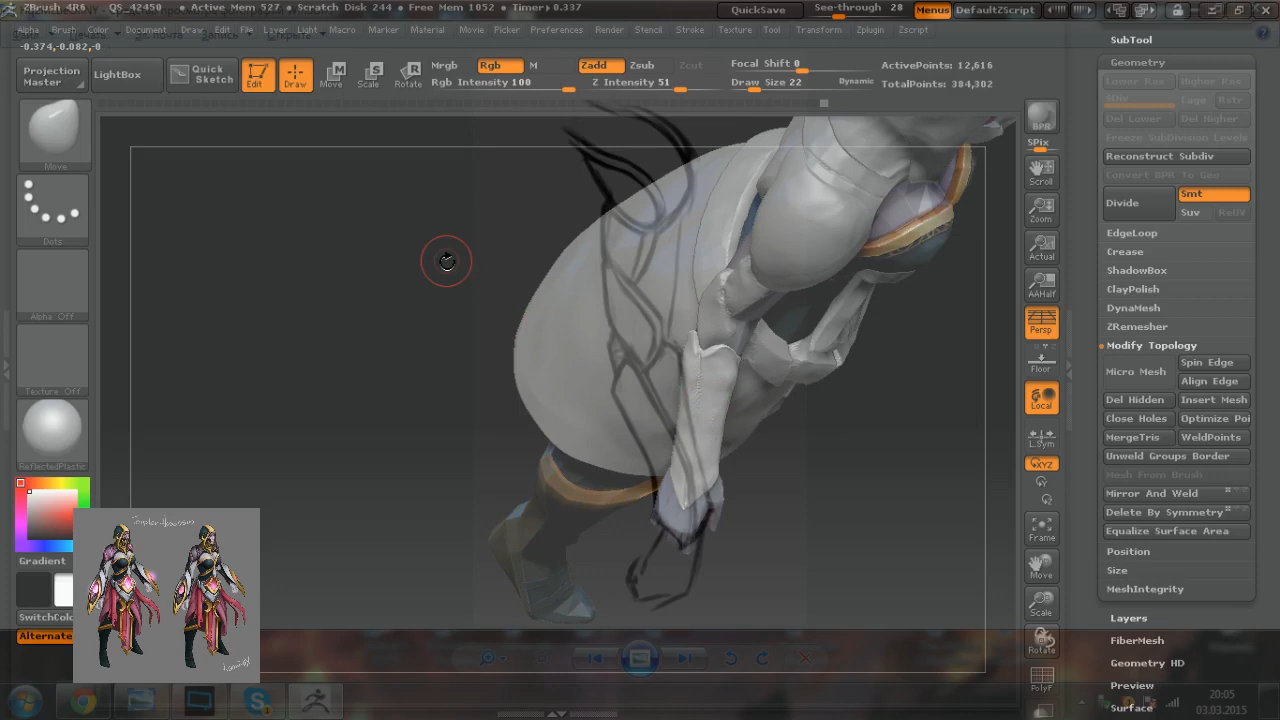 ZBrush 4R6 • QS_42450 • Active Mem 527 • Scratch Disk 244 • Free Mem 1052 • Timer▶0.337 QuickSave See-through 28 Menus DefaultZScript
Alpha Brush Color Document Draw Edit File Layer Light Macro Marker Material Movie Picker Preferences Render Stencil Stroke Texture Tool Transform Zplugin Zscript
-0.374,-0.082,-0
Projection Master
LightBox
Quick Sketch
Edit
Draw
Move
Scale
Rotate
Mrgb Rgb M
Rgb Intensity 100
Zadd Zsub Zcut
Z Intensity 51
Focal Shift 0
Draw Size 22 Dynamic
ActivePoints: 12,616
TotalPoints: 384,302
Move
Dots
Alpha Off
Texture Off
ReflectedPlastic
Gradient
SwitchColo
Alternate
Templar Assassin
BPR
SPix
Scroll
Zoom
Actual
AAHalf
Persp
Floor
Local
L.Sym
XYZ
Frame
Move
Scale
Rotate
PolyF
SubTool
Geometry
Lower Res Higher Res
SDiv Cage Rstr
Del Lower Del Higher
Freeze SubDivision Levels
Reconstruct Subdiv
Convert BPR To Geo
Divide Smt
Suv ReUV
EdgeLoop
Crease
ShadowBox
ClayPolish
DynaMesh
ZRemesher
Modify Topology
Micro Mesh Spin Edge
Align Edge
Del Hidden Insert Mesh
Close Holes Optimize Poi
MergeTris WeldPoints
Unweld Groups Border
Mesh From Brush
Mirror And Weld
Delete By Symmetry
Equalize Surface Area
Position
Size
MeshIntegrity
Layers
FiberMesh
Geometry HD
Preview
Surface
20:05
03.03.2015